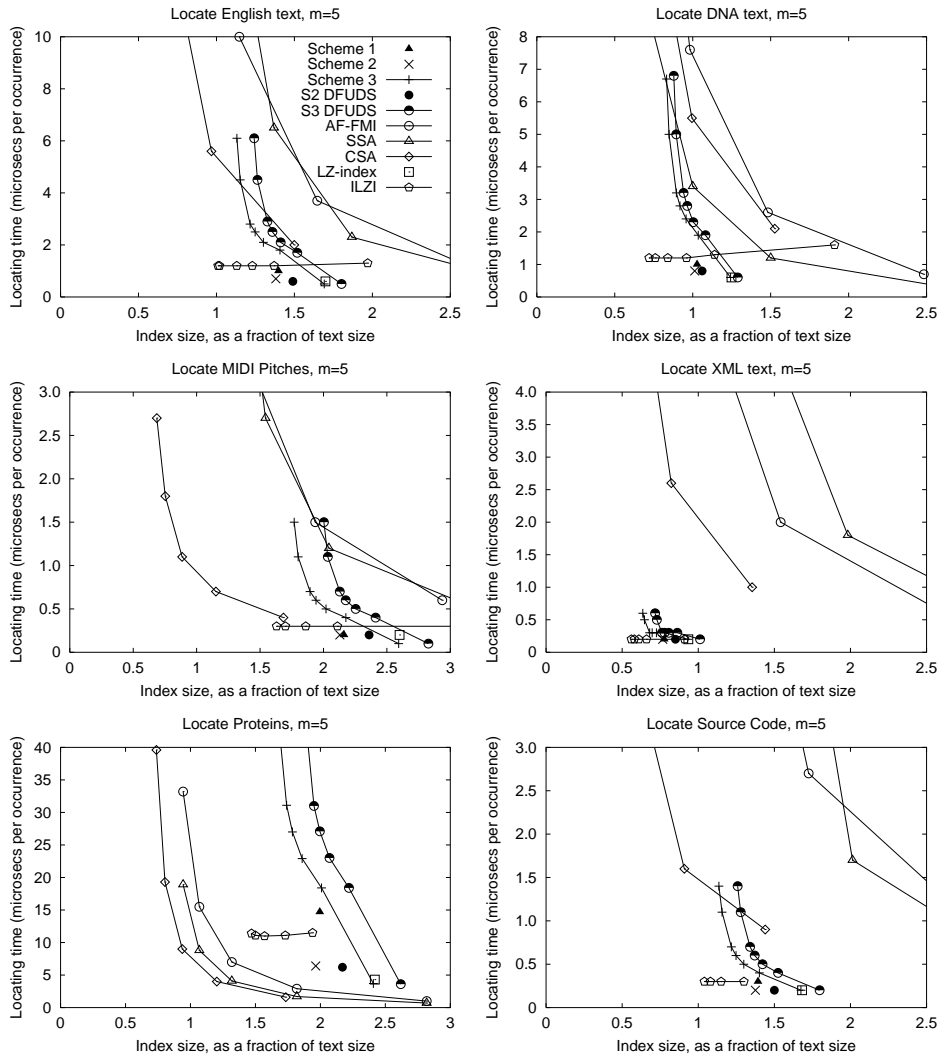 Locate English text, m=5
Locating time (microsecs per occurrence)
10
8
6
4
2
0
0 0.5 1 1.5 2 2.5
Index size, as a fraction of text size
Scheme 1
Scheme 2
Scheme 3
S2 DFUDS
S3 DFUDS
AF-FMI
SSA
CSA
LZ-index
ILZI
Locate DNA text, m=5
Locating time (microsecs per occurrence)
8
7
6
5
4
3
2
1
0
0 0.5 1 1.5 2 2.5
Index size, as a fraction of text size
Locate MIDI Pitches, m=5
Locating time (microsecs per occurrence)
3.0
2.5
2.0
1.5
1.0
0.5
0
0 0.5 1 1.5 2 2.5 3
Index size, as a fraction of text size
Locate XML text, m=5
Locating time (microsecs per occurrence)
4.0
3.5
3.0
2.5
2.0
1.5
1.0
0.5
0
0 0.5 1 1.5 2 2.5
Index size, as a fraction of text size
Locate Proteins, m=5
Locating time (microsecs per occurrence)
40
35
30
25
20
15
10
5
0
0 0.5 1 1.5 2 2.5 3
Index size, as a fraction of text size
Locate Source Code, m=5
Locating time (microsecs per occurrence)
3.0
2.5
2.0
1.5
1.0
0.5
0
0 0.5 1 1.5 2 2.5
Index size, as a fraction of text size